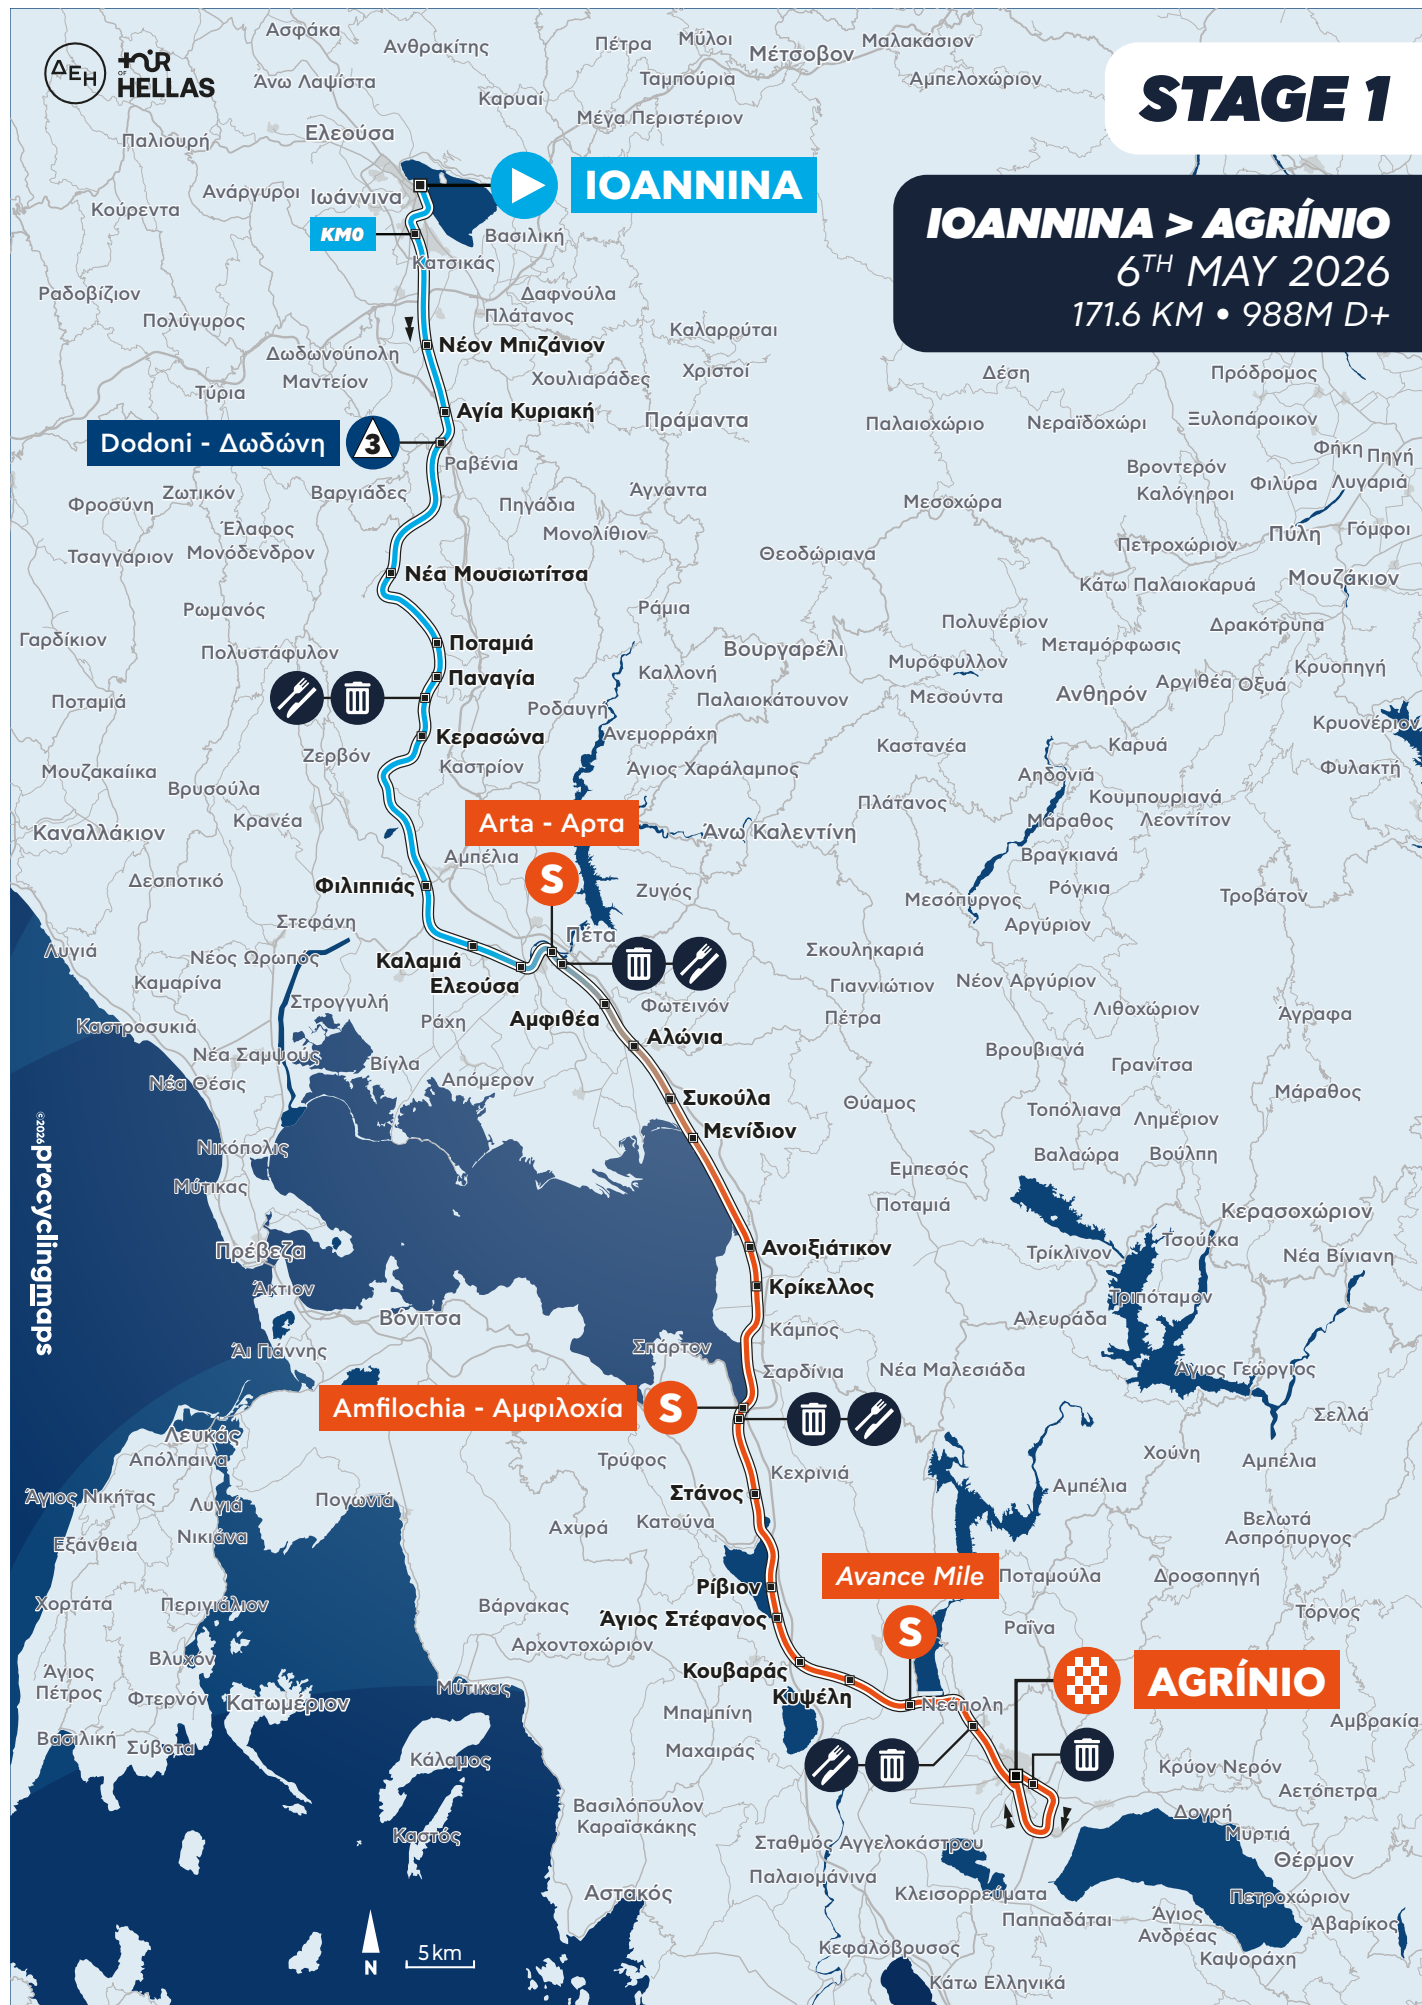 ΔΕΗ
TOUR
OF
HELLAS
STAGE 1
IOANNINA > AGRÍNIO
6TH MAY 2026
171.6 KM • 988M D+
Ασφάκα
Ανθρακίτης
Πέτρα
Μύλοι
Μέτσοβον
Μαλακάσιον
Άνω Λαψίστα
Καρυαί
Ταμπούρια
Αμπελοχώριον
Μέγα Περιστέριον
Παλιουρή
Ελεούσα
IOANNINA
Ανάργυροι
Ιωάννινα
Κούρεντα
KM0
Βασιλική
Κατσικάς
Ραδοβίζιον
Δαφνούλα
Πολύγυρος
Πλάτανος
Καλαρρύται
Νέον Μπιζάνιον
Δωδωνούπολη
Μαντείον
Χουλιαράδες
Χριστοί
Τύρια
Δέση
Πρόδρομος
Αγία Κυριακή
Πράμαντα
Παλαιοχώριο
Νεραϊδοχώρι
Ξυλοπάροικον
Dodoni - Δωδώνη
3
Ραβένια
Φήκη
Πηγή
Βροντερόν
Καλόγηροι
Φιλύρα
Λυγαριά
Φροσύνη
Ζωτικόν
Βαργιάδες
Πηγάδια
Άγναντα
Μεσοχώρα
Έλαφος
Μονολίθιον
Πύλη
Γόμφοι
Τσαγγάριον
Μονόδενδρον
Θεοδώριανα
Πετροχώριον
Νέα Μουσιωτίτσα
Κάτω Παλαιοκαρυά
Μουζάκιον
Ρωμανός
Ράμια
Πολυνέριον
Δρακότρυπα
Γαρδίκιον
Πολυστάφυλον
Ποταμιά
Βουργαρέλι
Μεταμόρφωσις
Μυρόφυλλον
Κρυοπηγή
Παναγία
Καλλονή
Ποταμιά
Παλαιοκάτουνον
Μεσούντα
Ανθηρόν
Αργιθέα
Οξυά
Ροδαυγή
Κρυονέριον
Κερασώνα
Ανεμορράχη
Καστανέα
Καρυά
Ζερβόν
Καστρίον
Άγιος Χαράλαμπος
Αηδονιά
Φυλακτή
Μουζακαίικα
Βρυσούλα
Πλάτανος
Κουμπουριανά
Arta - Αρτα
S
Καναλλάκιον
Κρανέα
Άνω Καλεντίνη
Μάραθος
Λεοντίτον
Αμπέλια
Βραγκιανά
Δεσποτικό
Φιλιππιάς
Ζυγός
Ρόγκια
Τροβάτον
Μεσόπυργος
Αργύριον
Στεφάνη
Πέτα
Λυγιά
Νέος Ωρωπός
Καλαμιά
Σκουληκαριά
Ελεούσα
Γιαννιώτιον
Νέον Αργύριον
Καμαρίνα
Στρογγυλή
Αμφιθέα
Φωτεινόν
Πέτρα
Λιθοχώριον
Άγραφα
Καστροσυκιά
Ράχη
Αλώνια
Νέα Σαμψούς
Βίγλα
Βρουβιανά
Γρανίτσα
Νέα Θέσις
Απόμερον
Συκούλα
Θύαμος
Μάραθος
Τοπόλιανα
Λημέριον
Μενίδιον
Νικόπολις
Βαλαώρα
Βούλπη
Εμπεσός
Μύτικας
Ποταμιά
Κερασοχώριον
Πρέβεζα
Ανοιξιάτικον
Τρίκλινον
Τσούκκα
Νέα Βίνιανη
Άκτιον
Κρίκελλος
Τριπόταμον
Βόνιτσα
Κάμπος
Αλευράδα
Άι Γιάννης
Σπάρτον
Σαρδίνια
Νέα Μαλεσιάδα
Άγιος Γεώργιος
Amfilochia - Αμφιλοχία
S
Σελλά
Λευκάς
Απόλπαινα
Τρύφος
Κεχρινιά
Χούνη
Αμπέλια
Άγιος Νικήτας
Λυγιά
Πογωνιά
Στάνος
Αμπέλια
Εξάνθεια
Νικιάνα
Αχυρά
Κατούνα
Βελωτά
Ασπρόπυργος
Avance Mile
S
Ποταμούλα
Δροσοπηγή
Χορτάτα
Περιγιάλιον
Βάρνακας
Ρίβιον
Άγιος Στέφανος
Ραΐνα
Τόρνος
Αρχοντοχώριον
Βλυχόν
Άγιος
Πέτρος
Κουβαράς
AGRÍNIO
Φτερνόν
Κατωμέριον
Μύτικας
Κυψέλη
Νεάπολη
Μπαμπίνη
Αμβρακία
Βασιλική
Σύβοτα
Κάλαμος
Μαχαιράς
Κρύον Νερόν
Αετόπετρα
Βασιλόπουλον
Καραϊσκάκης
Δογρή
Καστός
Σταθμός Αγγελοκάστρου
Μυρτιά
Θέρμον
Παλαιομάνινα
Αστακός
Κλεισορρεύματα
Πετροχώριον
Παππαδάται
Άγιος
Ανδρέας
Αβαρίκος
Κεφαλόβρυσος
Καψοράχη
Κάτω Ελληνικά
N
5km
©2026 procyclingmaps